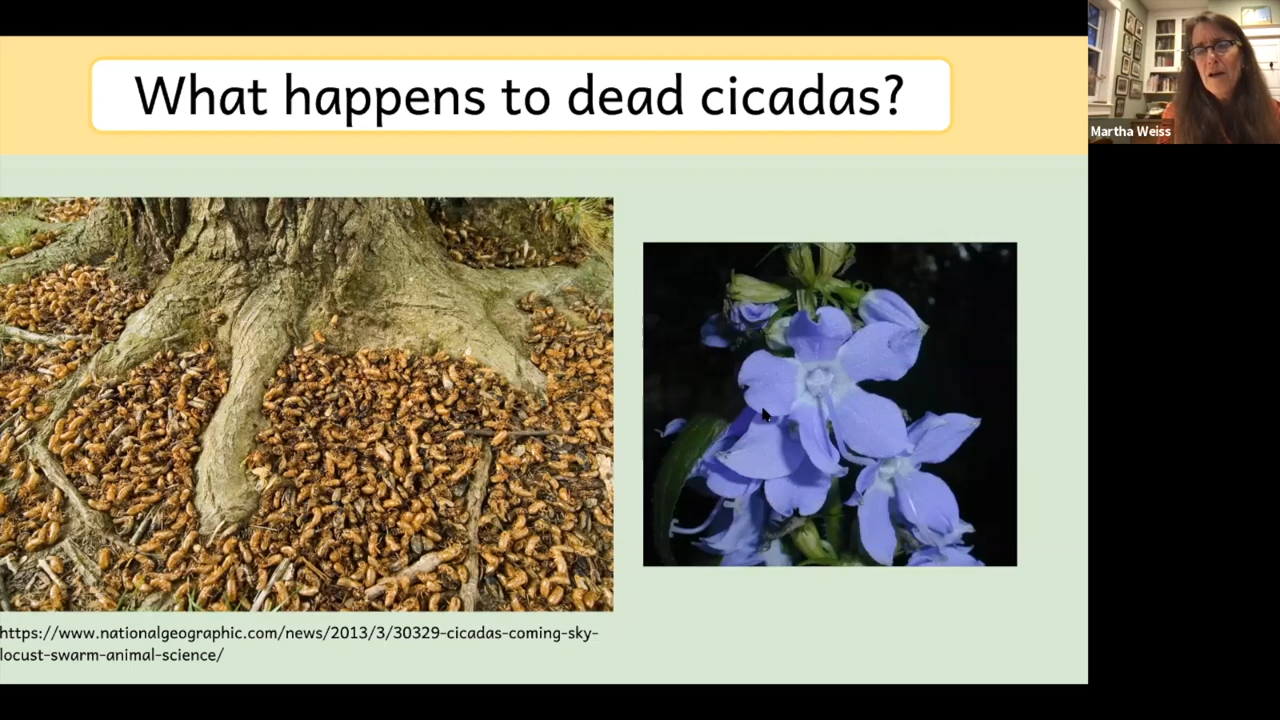 What happens to dead cicadas?
Martha Weiss
https://www.nationalgeographic.com/news/2013/3/30329-cicadas-coming-sky-
locust-swarm-animal-science/